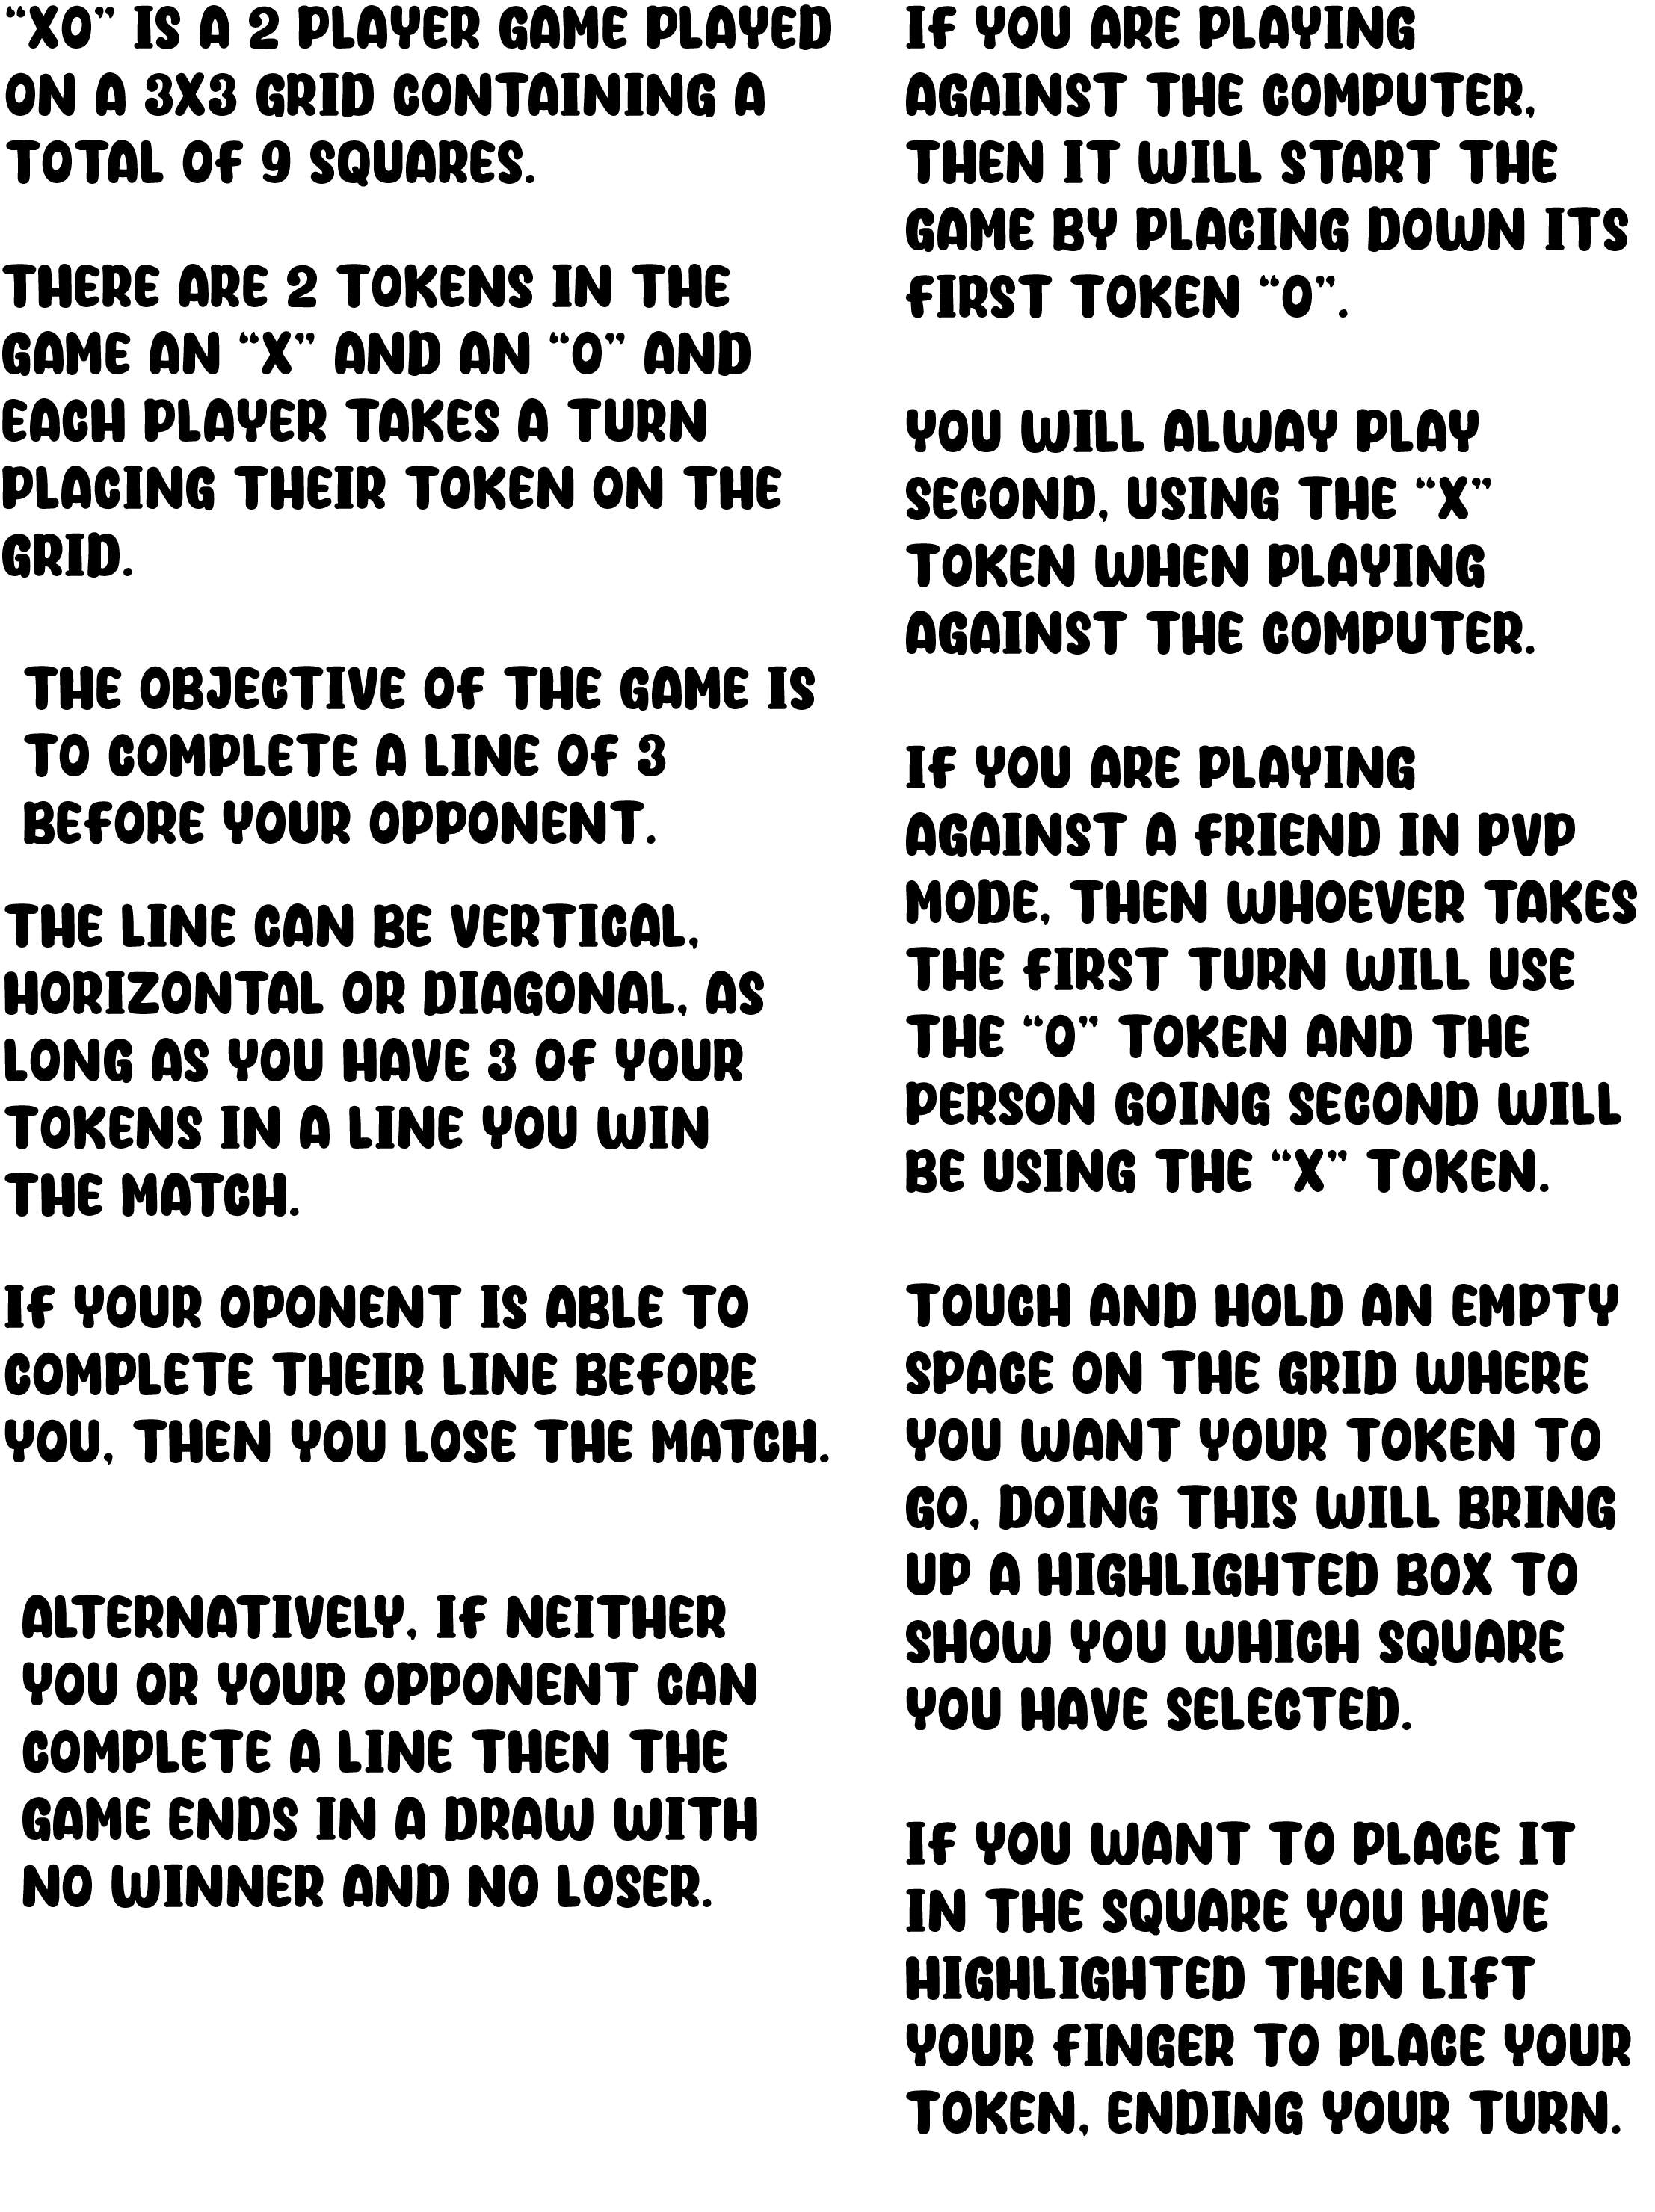 “XO” IS A 2 PLAYER GAME PLAYED
ON A 3X3 GRID CONTAINING A
TOTAL OF 9 SQUARES.
THERE ARE 2 TOKENS IN THE
GAME AN “X” AND AN “O” AND
EACH PLAYER TAKES A TURN
PLACING THEIR TOKEN ON THE
GRID.
THE OBJECTIVE OF THE GAME IS
TO COMPLETE A LINE OF 3
BEFORE YOUR OPPONENT.
THE LINE CAN BE VERTICAL,
HORIZONTAL OR DIAGONAL, AS
LONG AS YOU HAVE 3 OF YOUR
TOKENS IN A LINE YOU WIN
THE MATCH.
IF YOUR OPONENT IS ABLE TO
COMPLETE THEIR LINE BEFORE
YOU, THEN YOU LOSE THE MATCH.
ALTERNATIVELY, IF NEITHER
YOU OR YOUR OPPONENT CAN
COMPLETE A LINE THEN THE
GAME ENDS IN A DRAW WITH
NO WINNER AND NO LOSER.
IF YOU ARE PLAYING
AGAINST THE COMPUTER,
THEN IT WILL START THE
GAME BY PLACING DOWN ITS
FIRST TOKEN “O”.
YOU WILL ALWAY PLAY
SECOND, USING THE “X”
TOKEN WHEN PLAYING
AGAINST THE COMPUTER.
IF YOU ARE PLAYING
AGAINST A FRIEND IN PVP
MODE, THEN WHOEVER TAKES
THE FIRST TURN WILL USE
THE “O” TOKEN AND THE
PERSON GOING SECOND WILL
BE USING THE “X” TOKEN.
TOUCH AND HOLD AN EMPTY
SPACE ON THE GRID WHERE
YOU WANT YOUR TOKEN TO
GO, DOING THIS WILL BRING
UP A HIGHLIGHTED BOX TO
SHOW YOU WHICH SQUARE
YOU HAVE SELECTED.
IF YOU WANT TO PLACE IT
IN THE SQUARE YOU HAVE
HIGHLIGHTED THEN LIFT
YOUR FINGER TO PLACE YOUR
TOKEN, ENDING YOUR TURN.